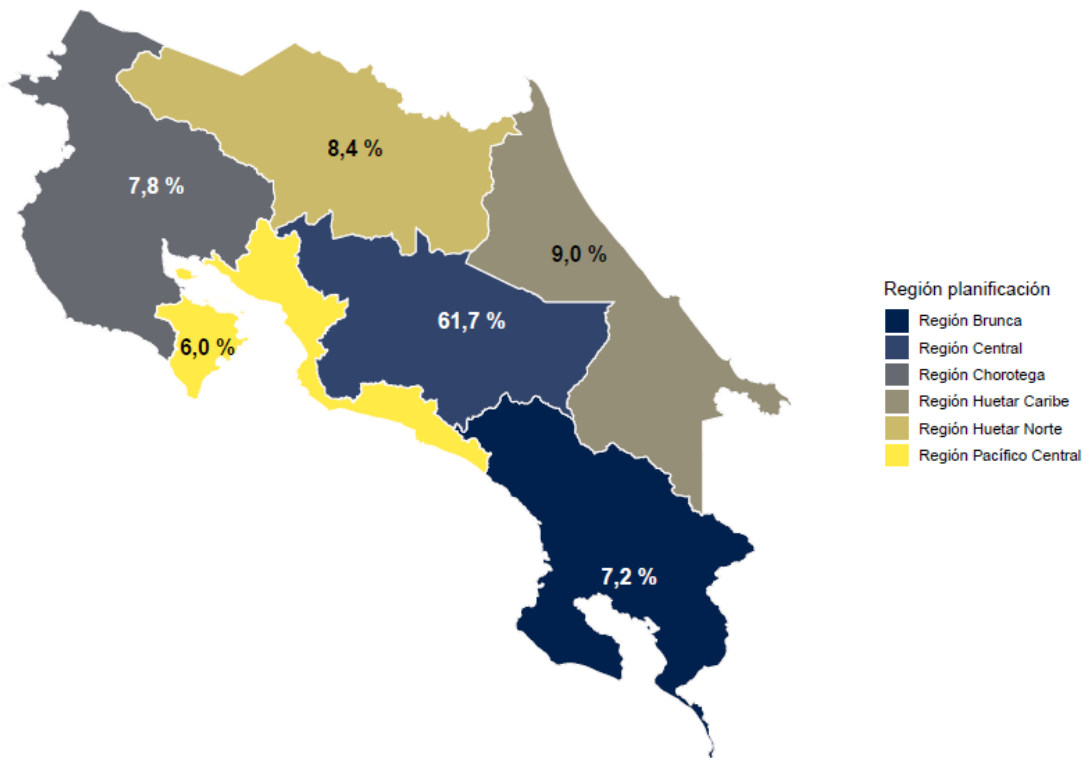 8,4 %
7,8 %
9,0 %
61,7 %
6,0 %
7,2 %
Región planificación
Región Brunca
Región Central
Región Chorotega
Región Huetar Caribe
Región Huetar Norte
Región Pacífico Central